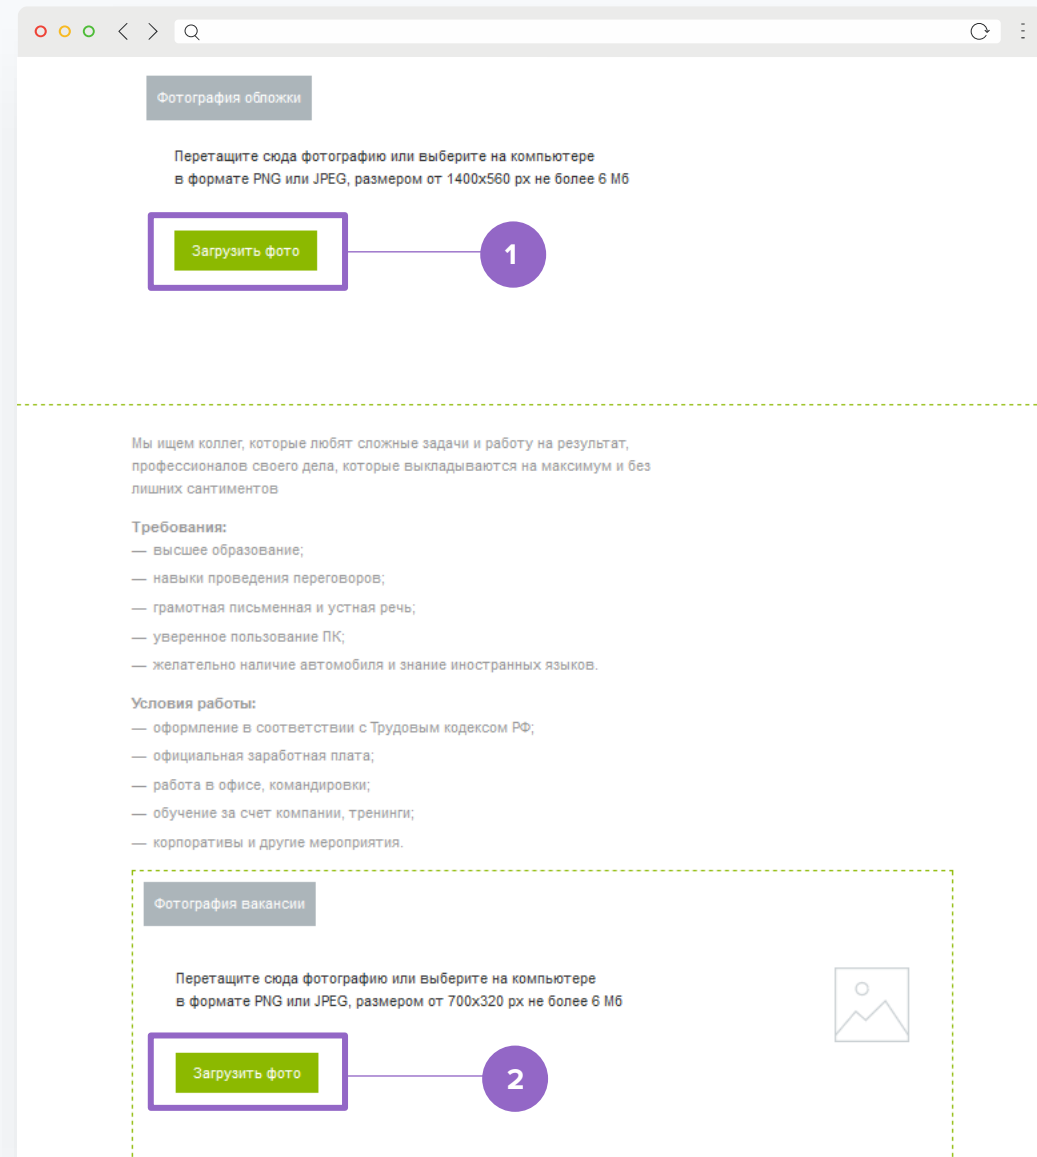 Фотография обложки
Перетащите сюда фотографию или выберите на компьютере
в формате PNG или JPEG, размером от 1400x560 px не более 6 Мб
Загрузить фото
1
Мы ищем коллег, которые любят сложные задачи и работу на результат,
профессионалов своего дела, которые выкладываются на максимум и без
лишних сантиментов
Требования:
— высшее образование;
— навыки проведения переговоров;
— грамотная письменная и устная речь;
— уверенное пользование ПК;
— желательно наличие автомобиля и знание иностранных языков.
Условия работы:
— оформление в соответствии с Трудовым кодексом РФ;
— официальная заработная плата;
— работа в офисе, командировки;
— обучение за счет компании, тренинги;
— корпоративы и другие мероприятия.
Фотография вакансии
Перетащите сюда фотографию или выберите на компьютере
в формате PNG или JPEG, размером от 700x320 px не более 6 Мб
Загрузить фото
2